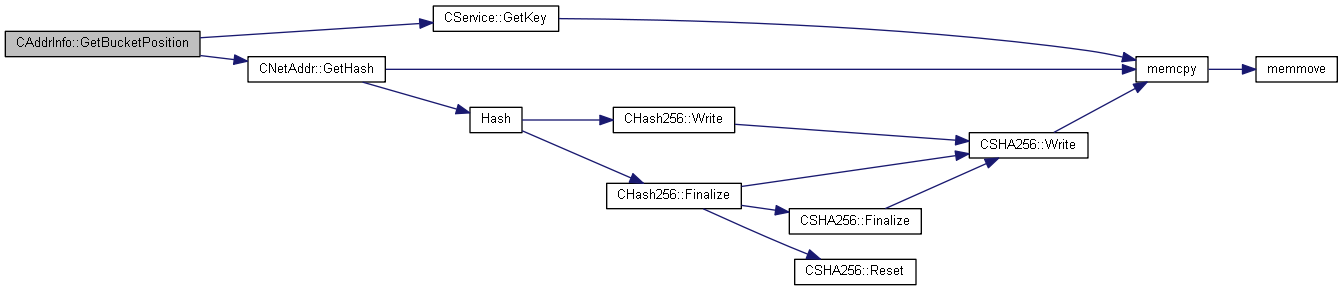 CAddrInfo::GetBucketPosition
CService::GetKey
CNetAddr::GetHash
memcpy
memmove
Hash
CHash256::Write
CSHA256::Write
CHash256::Finalize
CSHA256::Finalize
CSHA256::Reset